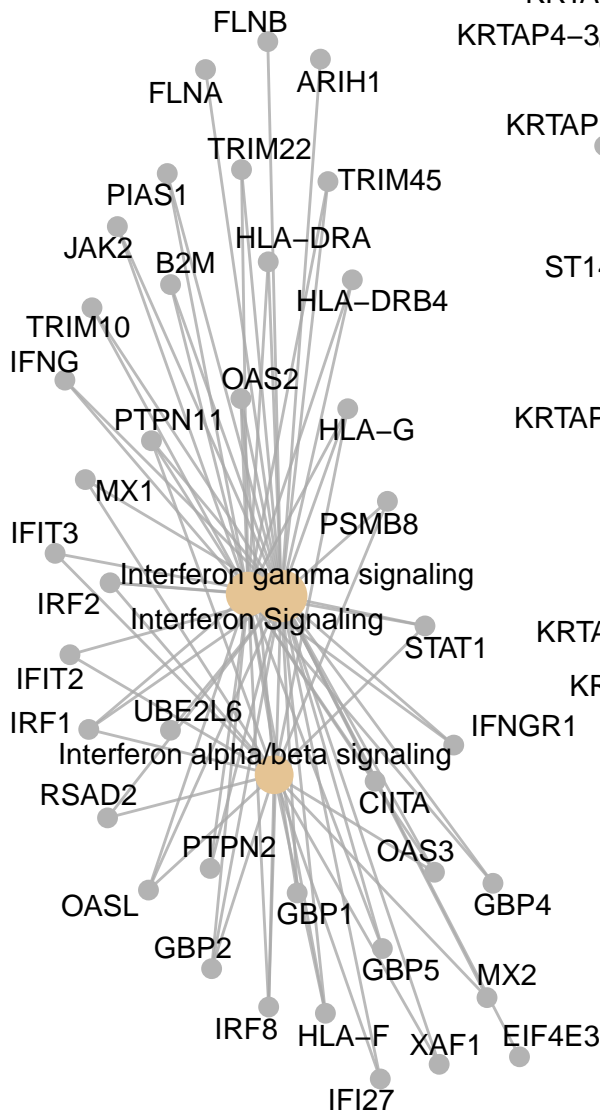 FLNB
KRTAP4−3
FLNA
ARIH1
KRTAP
TRIM22
TRIM45
PIAS1
JAK2
HLA−DRA
B2M
ST14
HLA−DRB4
TRIM10
IFNG
OAS2
PTPN11
HLA−G
KRTAP
MX1
PSMB8
IFIT3
Interferon gamma signaling
IRF2
Interferon Signaling
KRTA
STAT1
IFIT2
KR
UBE2L6
IRF1
IFNGR1
Interferon alpha/beta signaling
RSAD2
CIITA
PTPN2
OAS3
OASL
GBP1
GBP4
GBP2
GBP5
MX2
IRF8
HLA−F
XAF1
EIF4E3
IFI27